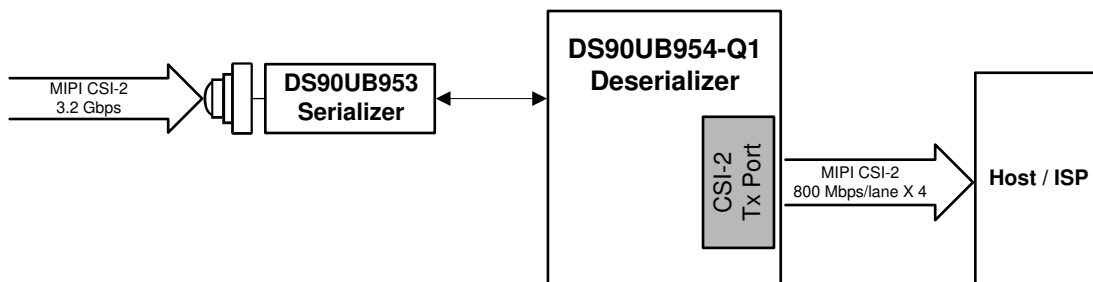 MIPI CSI-2
3.2 Gbps
DS90UB953
Serializer
DS90UB954-Q1
Deserializer
CSI-2
Tx Port
MIPI CSI-2
800 Mbps/lane X 4
Host / ISP